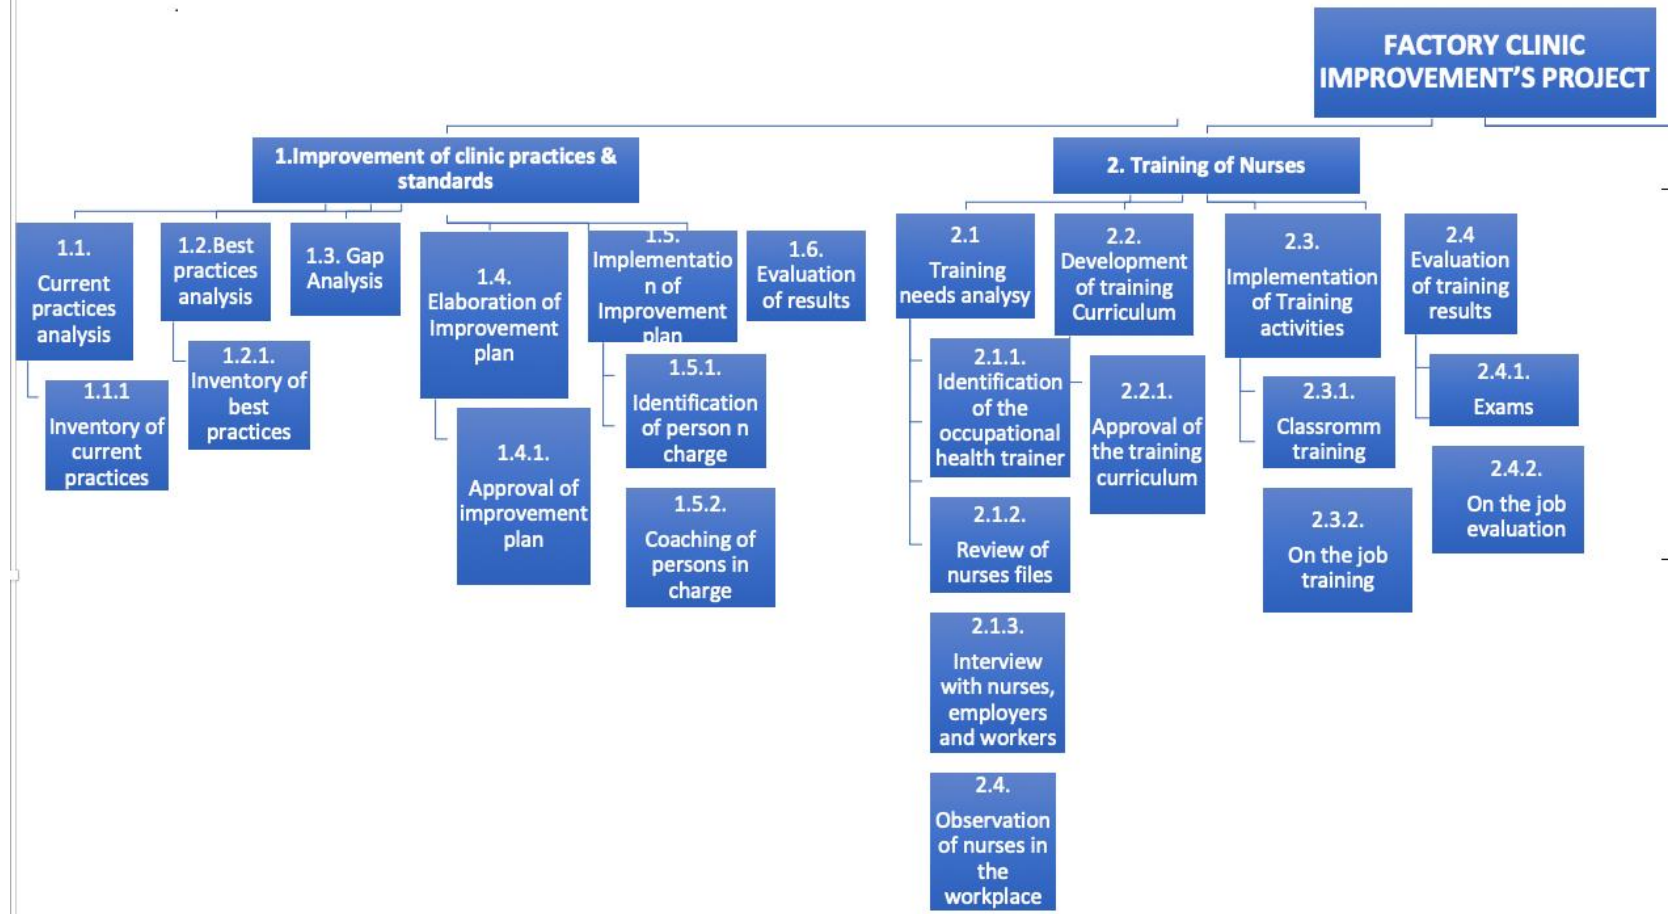 FACTORY CLINIC
IMPROVEMENT'S PROJECT
1.Improvement of clinic practices &
standards
1.1.
Current
practices
analysis
1.1.1
Inventory of
current
practices
1.2.Best
practices
analysis
1.2.1.
Inventory of
best
practices
1.3. Gap
Analysis
1.4.
Elaboration of
Improvement
plan
1.4.1.
Approval of
improvement
plan
1.5.
Implementatio
n of
Improvement
plan
1.5.1.
Identification
of person n
charge
1.5.2.
Coaching of
persons in
charge
1.6.
Evaluation
of results
2. Training of Nurses
2.1
Training
needs analysy
2.1.1.
Identification
of the
occupational
health trainer
2.1.2.
Review of
nurses files
2.1.3.
Interview
with nurses,
employers
and workers
2.4.
Observation
of nurses in
the
workplace
2.2.
Development
of training
Curriculum
2.2.1.
Approval of
the training
curriculum
2.3.
Implementation
of Training
activities
2.3.1.
Classromm
training
2.3.2.
On the job
training
2.4
Evaluation
of training
results
2.4.1.
Exams
2.4.2.
On the job
evaluation